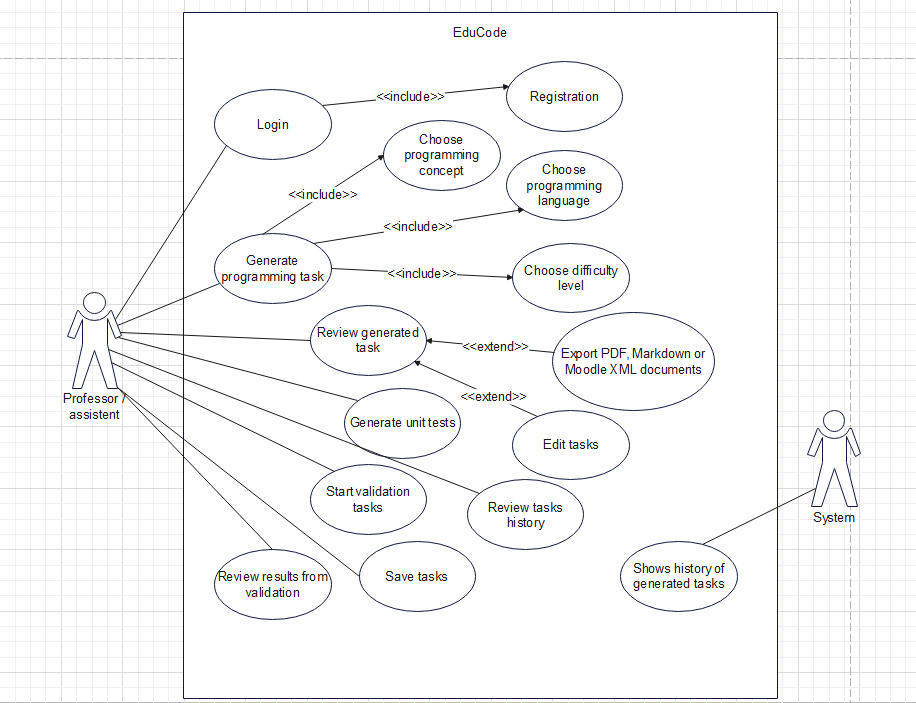 EduCode
Registration
<<include>>
Login
Choose
programming
concept
Choose
programming
language
<<include>>
<<include>>
Generate
programming task
<<include>>
Choose difficulty
level
Review generated
task
<<extend>>
Export PDF, Markdown or
Moodle XML documents
Professor /
assistent
<<extend>>
Generate unit tests
Edit tasks
Start validation
tasks
Review tasks
history
System
Review results from
validation
Save tasks
Shows history of
generated tasks